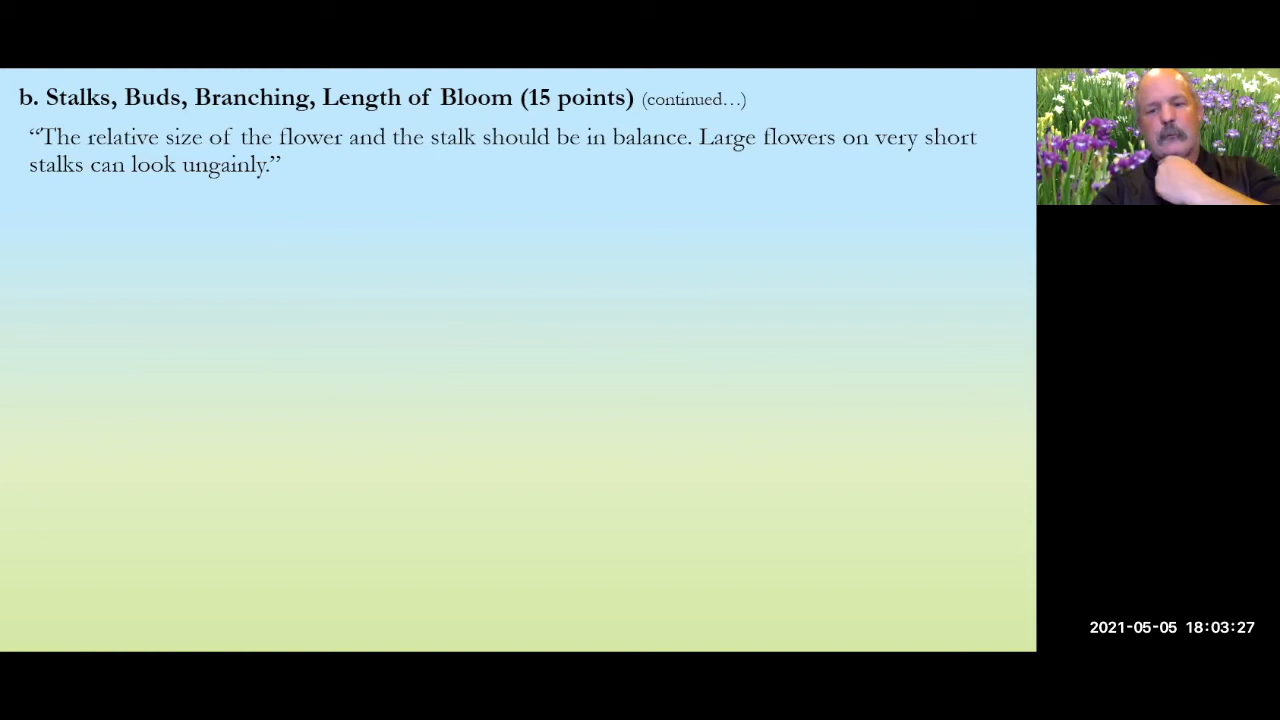 b. Stalks, Buds, Branching, Length of Bloom (15 points) (continued…)
“The relative size of the flower and the stalk should be in balance. Large flowers on very short
stalks can look ungainly.”
2021-05-05 18:03:27